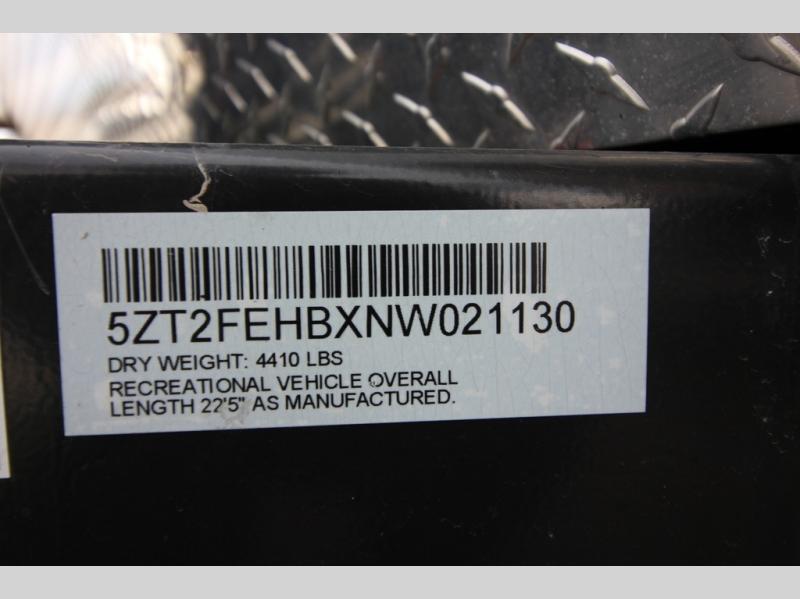 5ZT2FEHBXNW021130
DRY WEIGHT: 4410 LBS
RECREATIONAL VEHICLE OVERALL
LENGTH 22'5" AS MANUFACTURED.